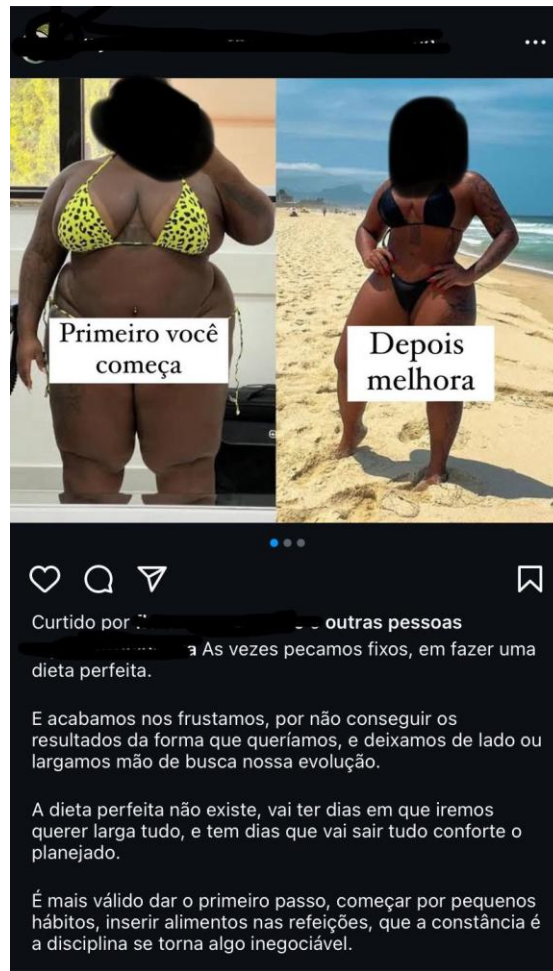 Primeiro você
começa
Depois
melhora
Curtido por
outras pessoas
As vezes pecamos fixos, em fazer uma
dieta perfeita.
E acabamos nos frustamos, por não conseguir os
resultados da forma que queríamos, e deixamos de lado ou
largamos mão de busca nossa evolução.
A dieta perfeita não existe, vai ter dias em que iremos
querer larga tudo, e tem dias que vai sair tudo conforte o
planejado.
É mais válido dar o primeiro passo, começar por pequenos
hábitos, inserir alimentos nas refeições, que a constância é
a disciplina se torna algo inegociável.